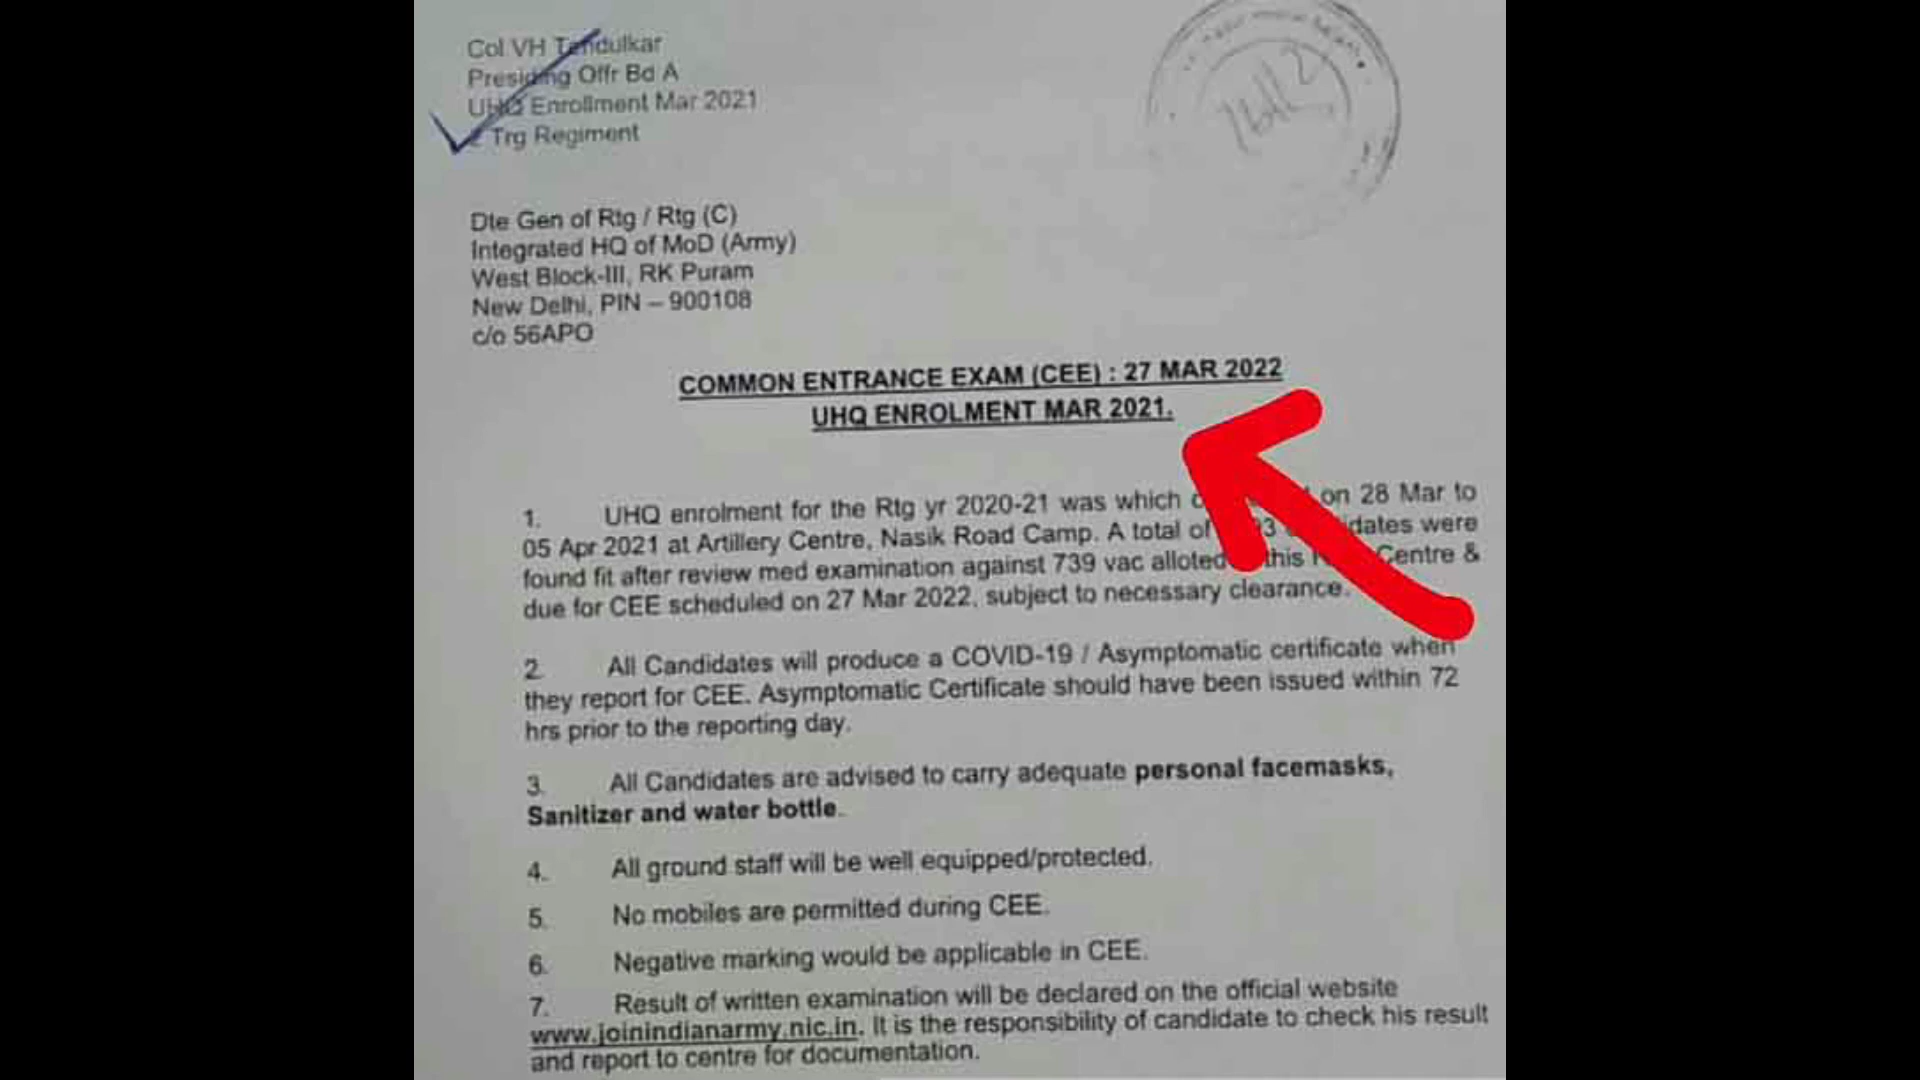 Col VH Tendulkar
Presiding Offr Bd A
UHQ Enrollment Mar 2021
2 Trg Regiment
Dte Gen of Rtg / Rtg (C)
Integrated HQ of MoD (Army)
West Block-III, RK Puram
New Delhi, PIN – 900108
c/o 56APO
COMMON ENTRANCE EXAM (CEE) : 27 MAR 2022
UHQ ENROLMENT MAR 2021.
1. UHQ enrolment for the Rtg yr 2020-21 was which on 28 Mar to
05 Apr 2021 at Artillery Centre, Nasik Road Camp. A total of candidates were
found fit after review med examination against 739 vac alloted this Centre &
due for CEE scheduled on 27 Mar 2022, subject to necessary clearance.
2. All Candidates will produce a COVID-19 / Asymptomatic certificate when
they report for CEE. Asymptomatic Certificate should have been issued within 72
hrs prior to the reporting day.
3. All Candidates are advised to carry adequate personal facemasks,
Sanitizer and water bottle.
4. All ground staff will be well equipped/protected.
5. No mobiles are permitted during CEE.
6. Negative marking would be applicable in CEE.
7. Result of written examination will be declared on the official website
www.joinindianarmy.nic.in. It is the responsibility of candidate to check his result
and report to centre for documentation.